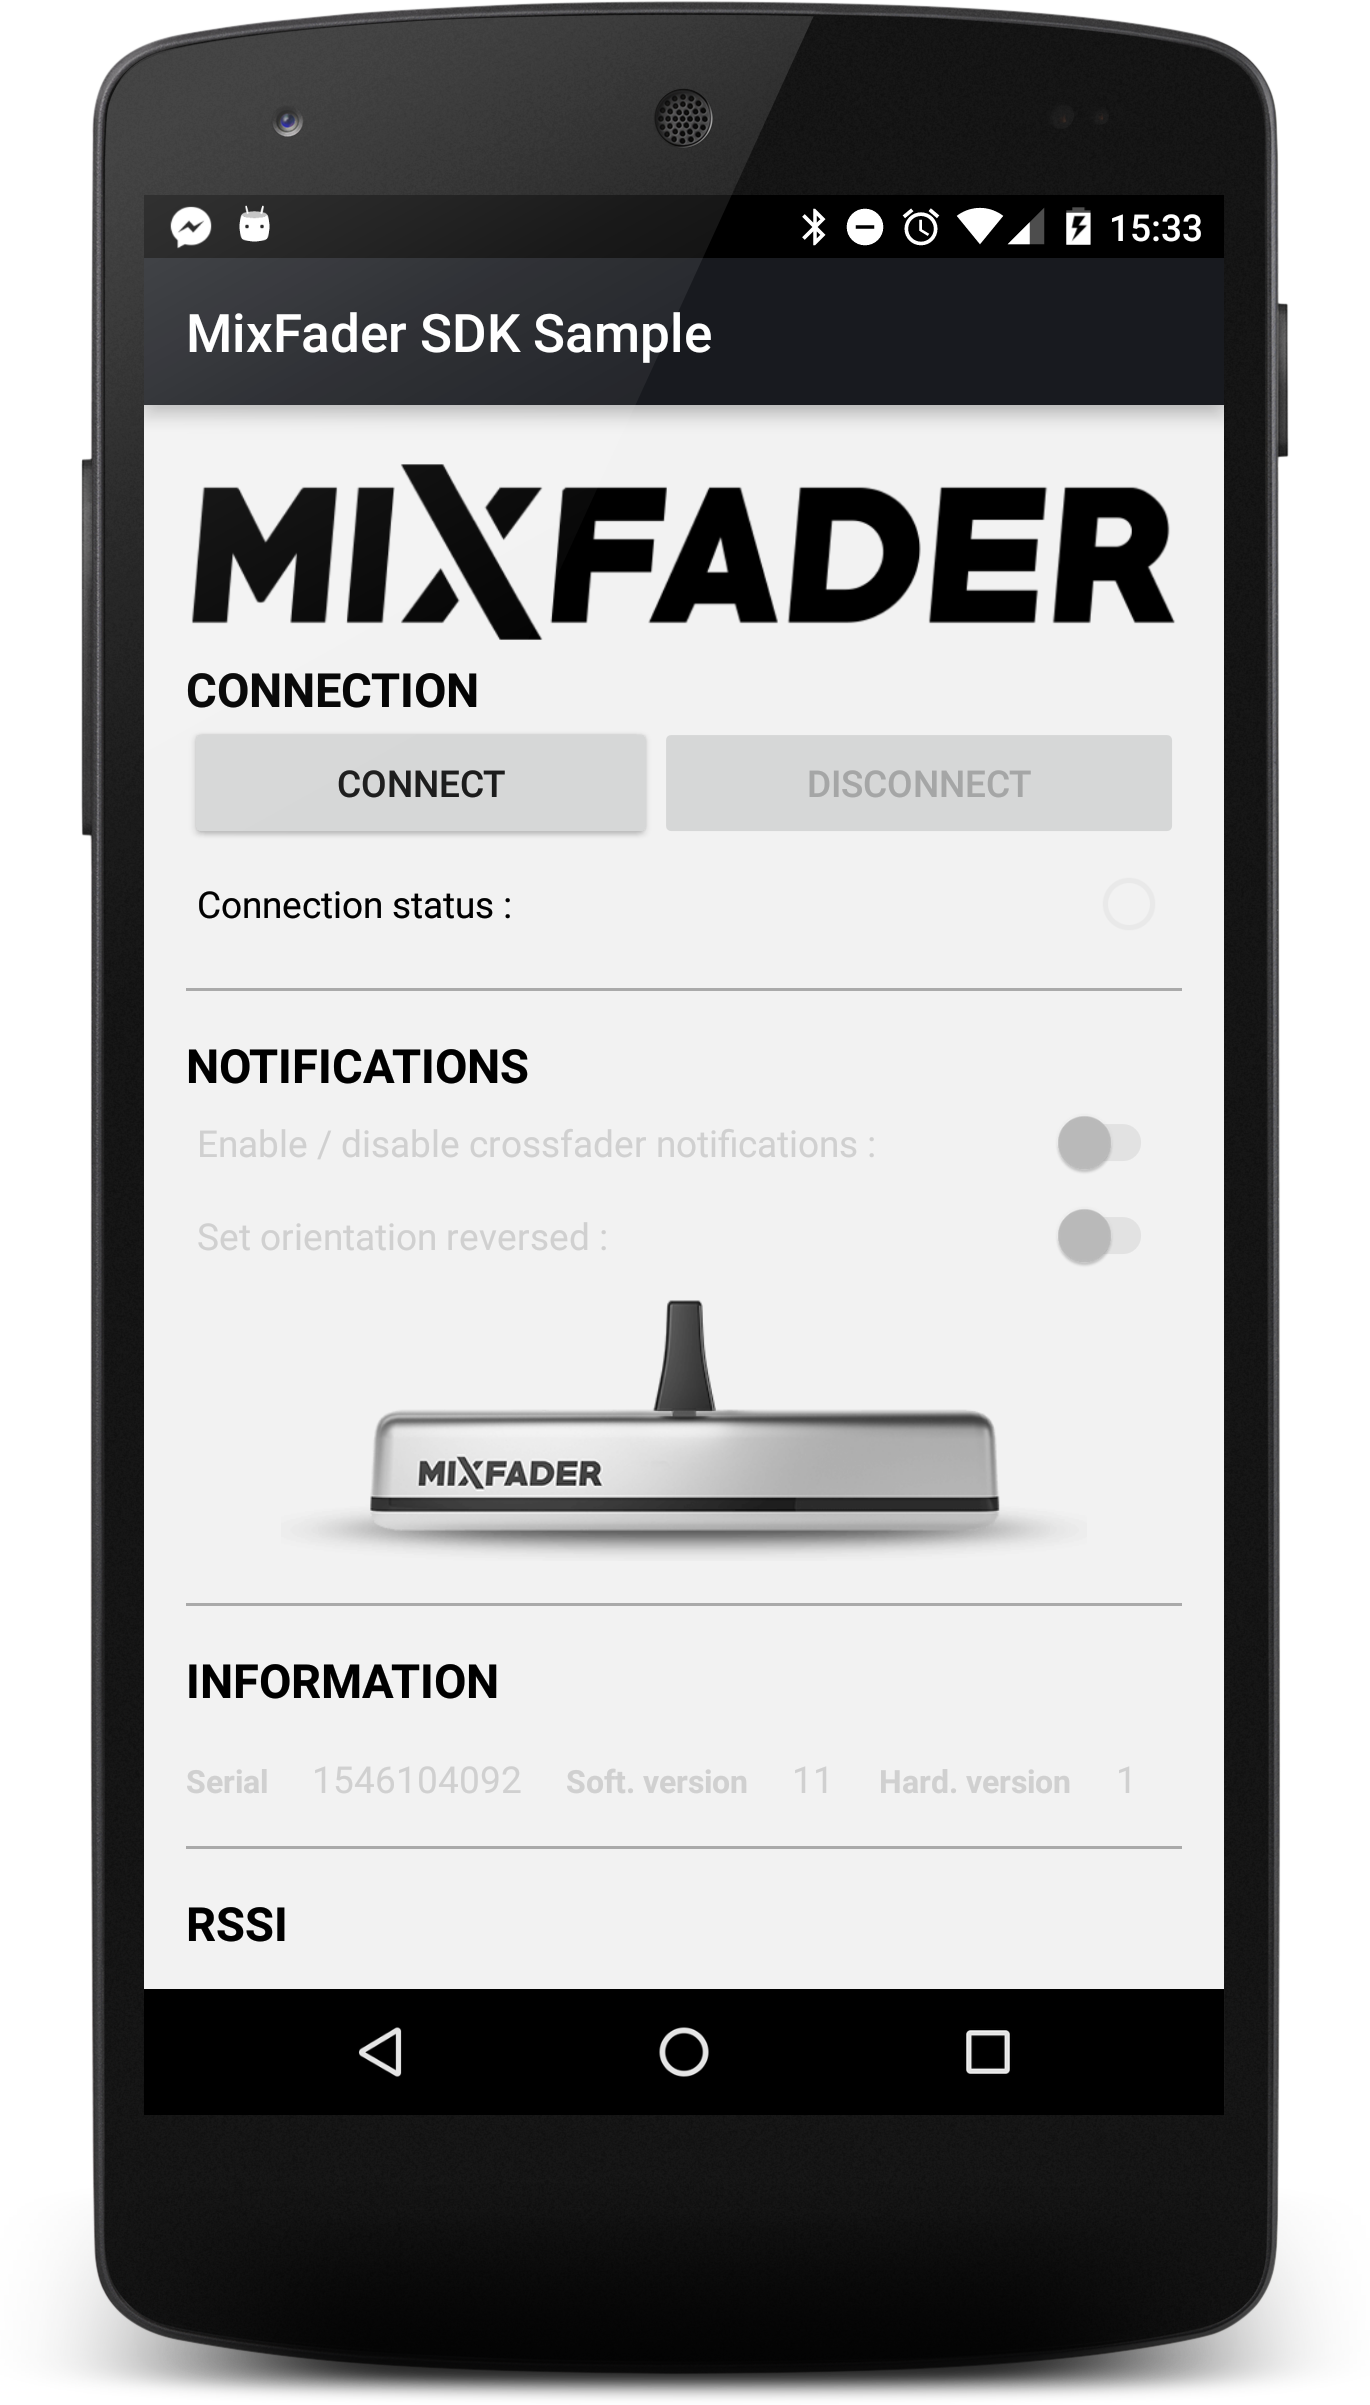 15:33
MixFader SDK Sample
MIXFADER
CONNECTION
CONNECT DISCONNECT
Connection status :
NOTIFICATIONS
Enable / disable crossfader notifications :
Set orientation reversed :
MIXFADER
INFORMATION
Serial 1546104092 Soft. version 11 Hard. version 1
RSSI